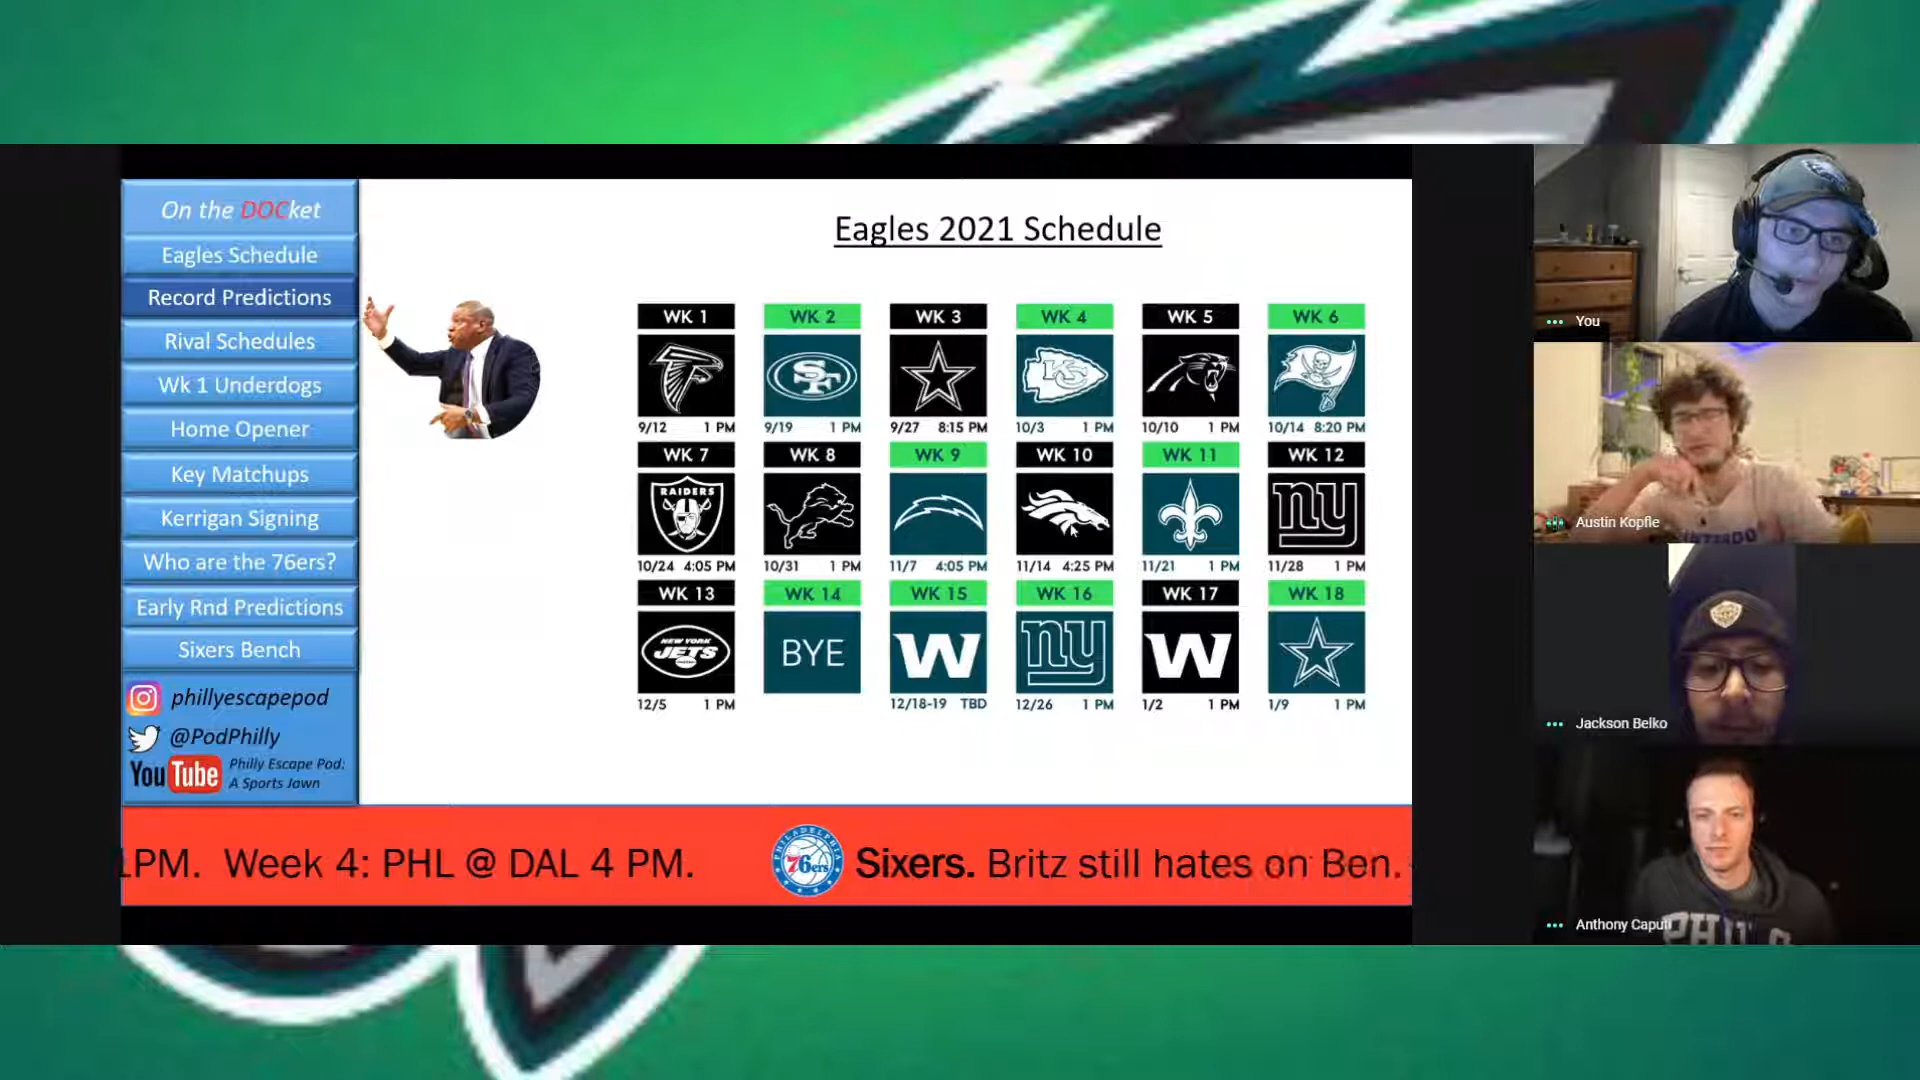 On the DOCket
Eagles Schedule
Record Predictions
Rival Schedules
Wk 1 Underdogs
Home Opener
Key Matchups
Kerrigan Signing
Who are the 76ers?
Early Rnd Predictions
Sixers Bench
phillyescapepod
@PodPhilly
YouTube
Philly Escape Pod:
A Sports Jawn
Eagles 2021 Schedule
WK 1 WK 2 WK 3 WK 4 WK 5 WK 6
SF KC
9/12 1 PM 9/19 1 PM 9/27 8:15 PM 10/3 1 PM 10/10 1 PM 10/14 8:20 PM
WK 7 WK 8 WK 9 WK 10 WK 11 WK 12
RAIDERS ny
10/24 4:05 PM 10/31 1 PM 11/7 4:05 PM 11/14 4:25 PM 11/21 1 PM 11/28 1 PM
WK 13 WK 14 WK 15 WK 16 WK 17 WK 18
NEW YORK JETS BYE W ny W
12/5 1 PM 12/18-19 TBD 12/26 1 PM 1/2 1 PM 1/9 1 PM
1PM. Week 4: PHL @ DAL 4 PM. PHILADELPHIA 76ers Sixers. Britz still hates on Ben.
You
Austin Kopfle
Jackson Belko
Anthony Caputi